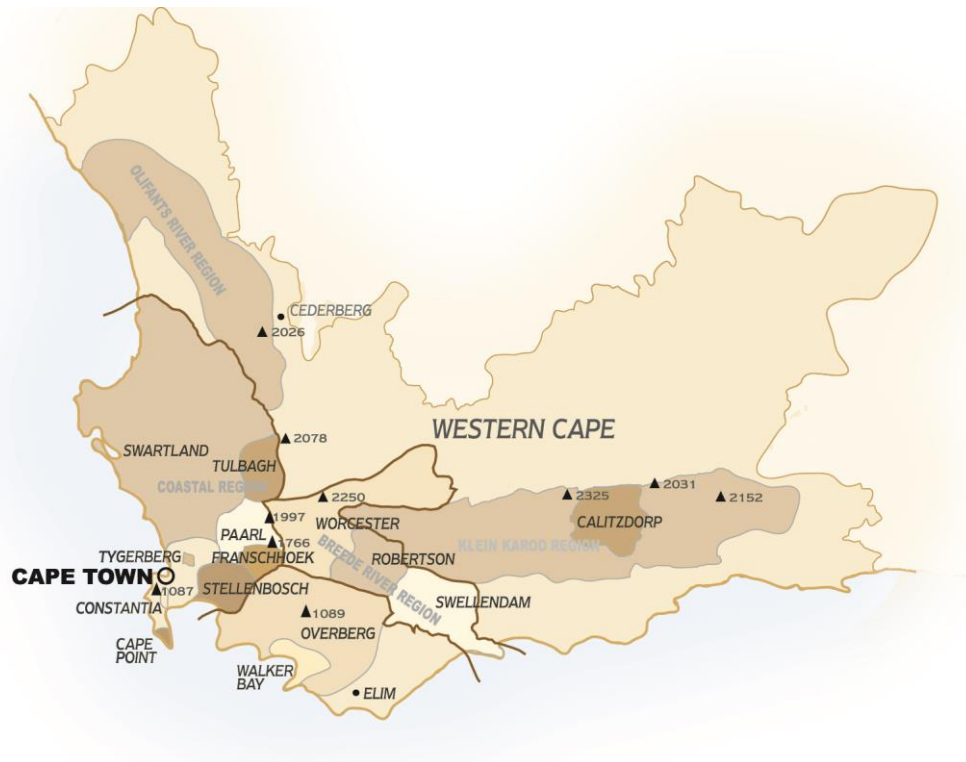 OLIFANTS RIVER REGION
CEDERBERG
2026
WESTERN CAPE
2078
SWARTLAND
TULBAGH
COASTAL REGION
2250
2325
2031
2152
1997
WORCESTER
CALITZDORP
PAARL
1766
TYGERBERG
FRANSCHHOEK
BREEDE RIVER REGION
ROBERTSON
KLEIN KAROO REGION
CAPE TOWN
1087
STELLENBOSCH
CONSTANTIA
1089
SWELLENDAM
OVERBERG
CAPE
POINT
WALKER
BAY
ELIM